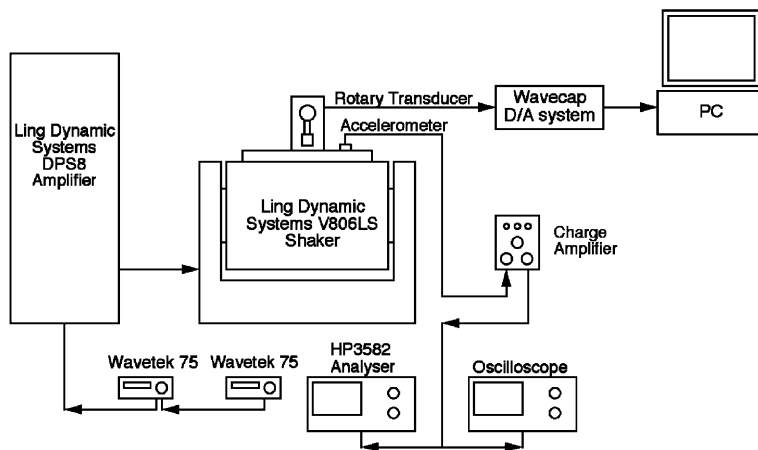 Ling Dynamic
Systems
DPS8
Amplifier
Rotary Transducer
Accelerometer
Wavecap
D/A system
PC
Ling Dynamic
Systems V806LS
Shaker
Charge
Amplifier
Wavetek 75
Wavetek 75
HP3582
Analyser
Oscilloscope